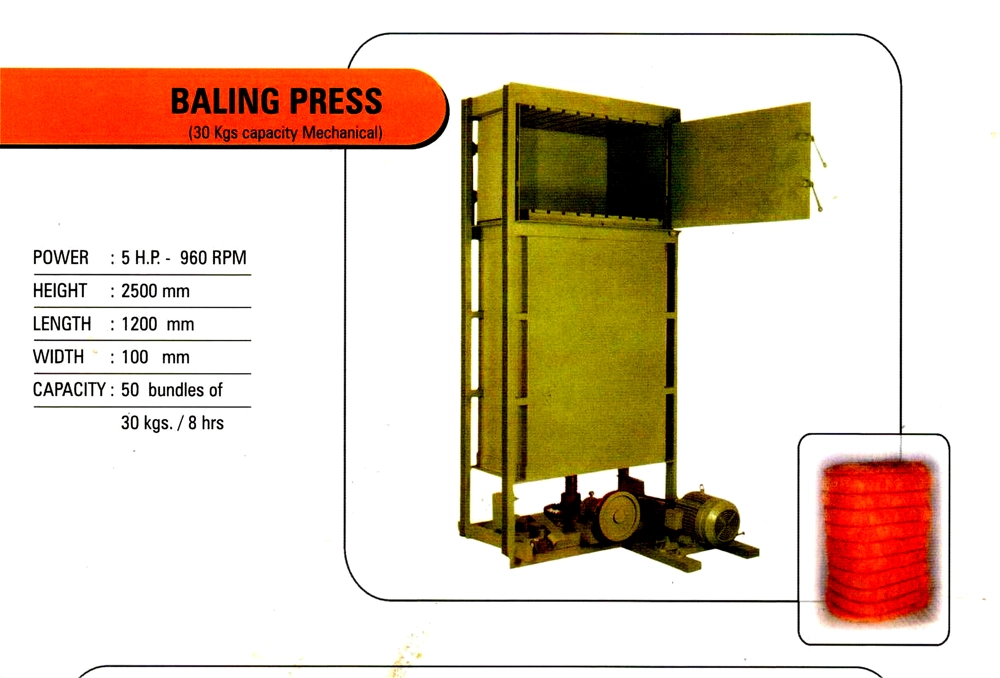 BALING PRESS
(30 Kgs capacity Mechanical)
POWER : 5 H.P. - 960 RPM
HEIGHT : 2500 mm
LENGTH : 1200 mm
WIDTH : 100 mm
CAPACITY : 50 bundles of
30 kgs. / 8 hrs